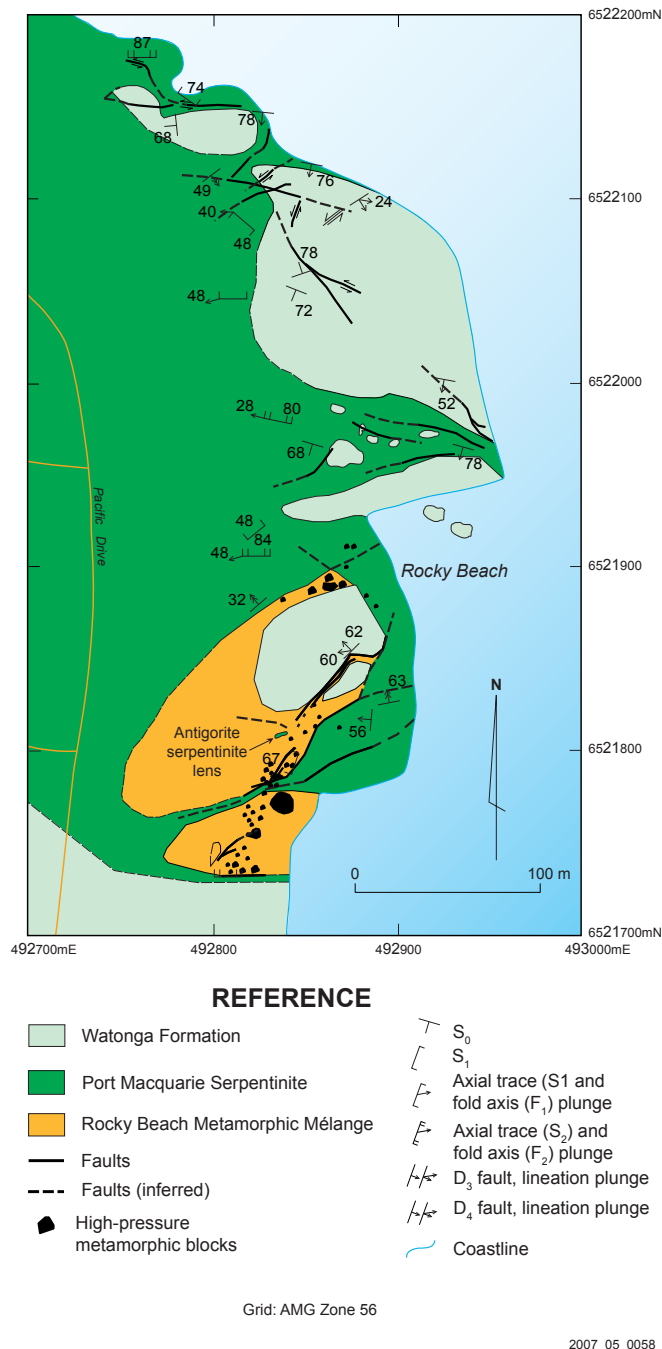 6522200mN
87
74
78
68
76
49
24
6522100
40
48
78
48
72
6522000
52
28
80
68
78
Pacific Drive
48
84
48
6521900
Rocky Beach
32
62
60
N
63
Antigorite
serpentinite
lens
56
67
6521800
0
100 m
6521700mN
492700mE
492800
492900
493000mE
REFERENCE
Watonga Formation
Port Macquarie Serpentinite
Rocky Beach Metamorphic Mélange
Faults
Faults (inferred)
High-pressure
metamorphic blocks
S0
S1
Axial trace (S1 and
fold axis (F1) plunge
Axial trace (S2) and
fold axis (F2) plunge
D3 fault, lineation plunge
D4 fault, lineation plunge
Coastline
Grid: AMG Zone 56
2007_05_0058